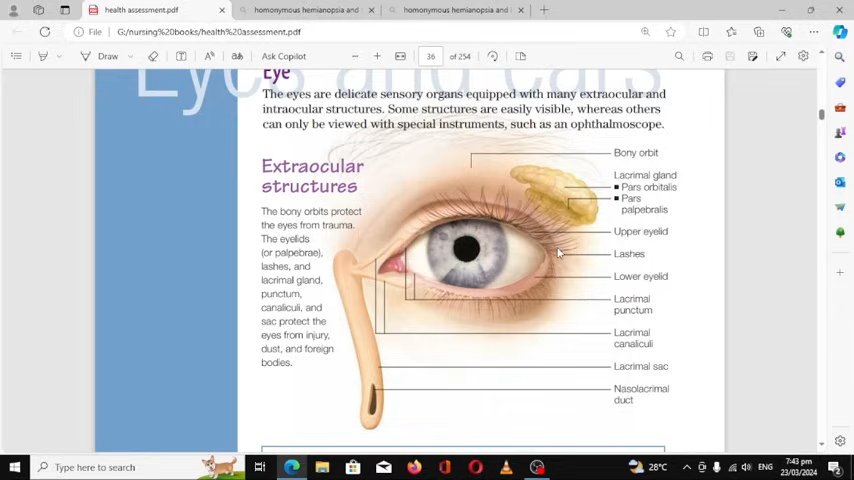 health assessment.pdf
homonymous hemianopsia and
homonymous hemianopsia and
File
G:/nursing%20books/health%20assessment.pdf
Draw
Ask Copilot
36 of 254
Eyes and ears
Eye
The eyes are delicate sensory organs equipped with many extraocular and
intraocular structures. Some structures are easily visible, whereas others
can only be viewed with special instruments, such as an ophthalmoscope.
Extraocular
structures
The bony orbits protect
the eyes from trauma.
The eyelids
(or palpebrae),
lashes, and
lacrimal gland,
punctum,
canaliculi, and
sac protect the
eyes from injury,
dust, and foreign
bodies.
Bony orbit
Lacrimal gland
■ Pars orbitalis
■ Pars
palpebralis
Upper eyelid
Lashes
Lower eyelid
Lacrimal
punctum
Lacrimal
canaliculi
Lacrimal sac
Nasolacrimal
duct
Type here to search
28°C
ENG
7:43 pm
23/03/2024
2